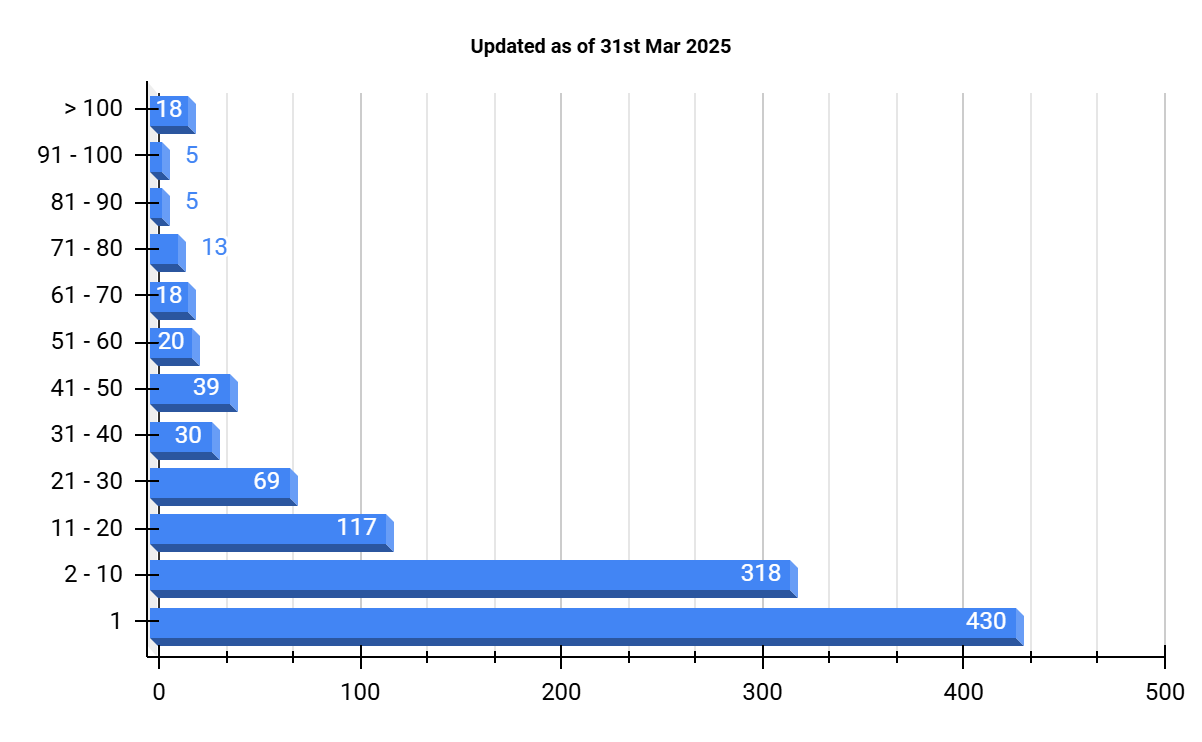 Updated as of 31st Mar 2025
> 100 18
91 - 100 5
81 - 90 5
71 - 80 13
61 - 70 18
51 - 60 20
41 - 50 39
31 - 40 30
21 - 30 69
11 - 20 117
2 - 10 318
1 430
0 100 200 300 400 500